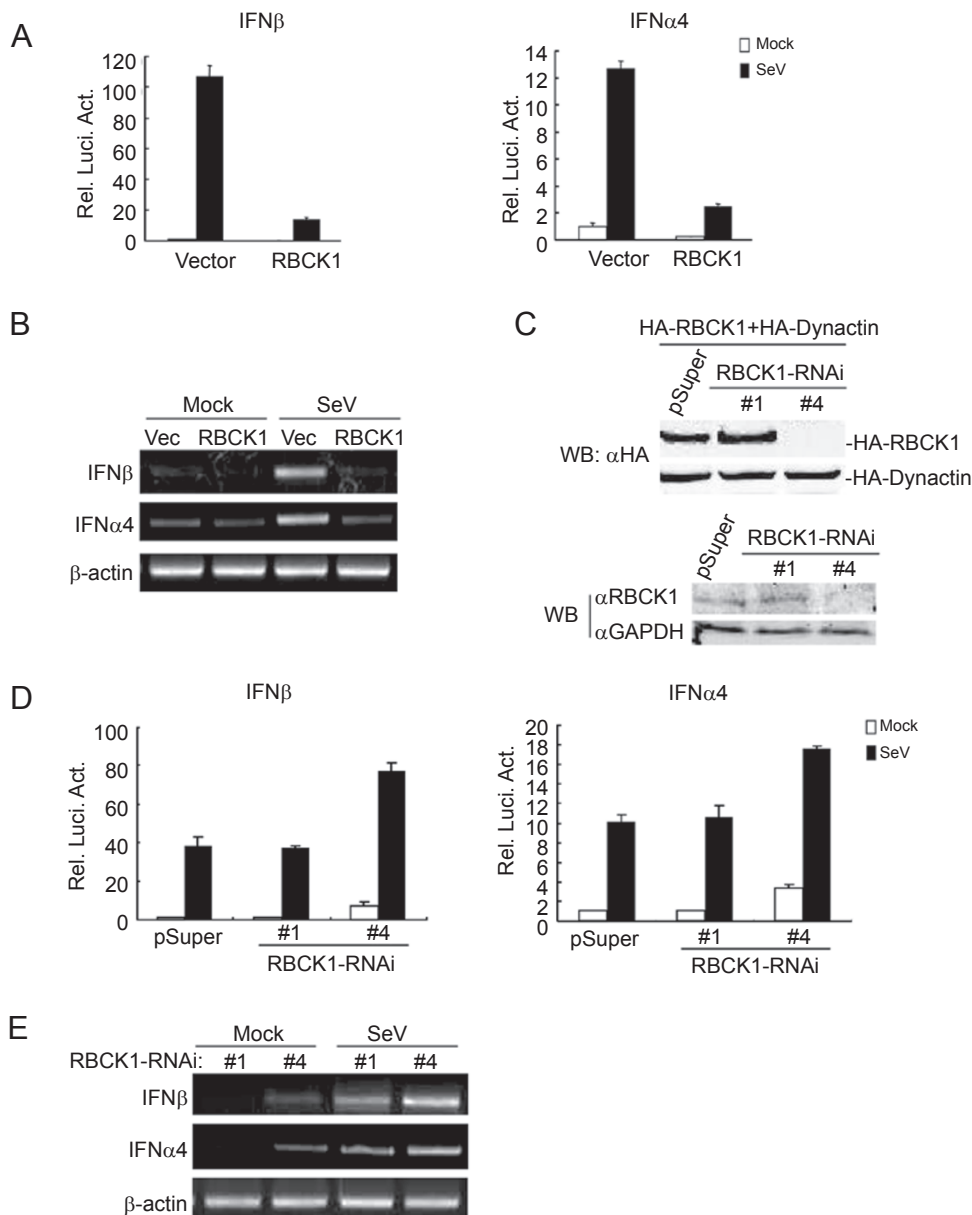 A
IFNβ
Rel. Luci. Act.
120
100
80
60
40
20
0
Vector RBCK1
IFNα4
Rel. Luci. Act.
14
12
10
8
6
4
2
0
Vector RBCK1
Mock
SeV
B
Mock SeV
Vec RBCK1 Vec RBCK1
IFNβ
IFNα4
β-actin
C
HA-RBCK1+HA-Dynactin
pSuper
RBCK1-RNAi
#1 #4
WB: αHA
-HA-RBCK1
-HA-Dynactin
pSuper
RBCK1-RNAi
#1 #4
WB
αRBCK1
αGAPDH
D
IFNβ
Rel. Luci. Act.
100
80
60
40
20
0
pSuper #1 #4
RBCK1-RNAi
IFNα4
Rel. Luci. Act.
20
18
16
14
12
10
8
6
4
2
0
pSuper #1 #4
RBCK1-RNAi
Mock
SeV
E
Mock SeV
RBCK1-RNAi: #1 #4 #1 #4
IFNβ
IFNα4
β-actin